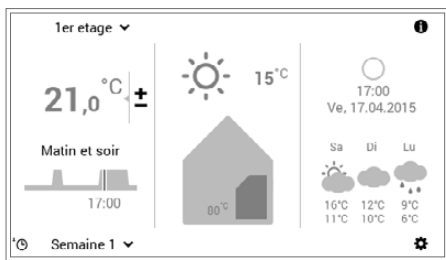 1er etage
21,0°C ±
Matin et soir
17:00
Semaine 1
15°C
80°C
17:00
Ve, 17.04.2015
Sa Di Lu
16°C 12°C 9°C
11°C 10°C 6°C